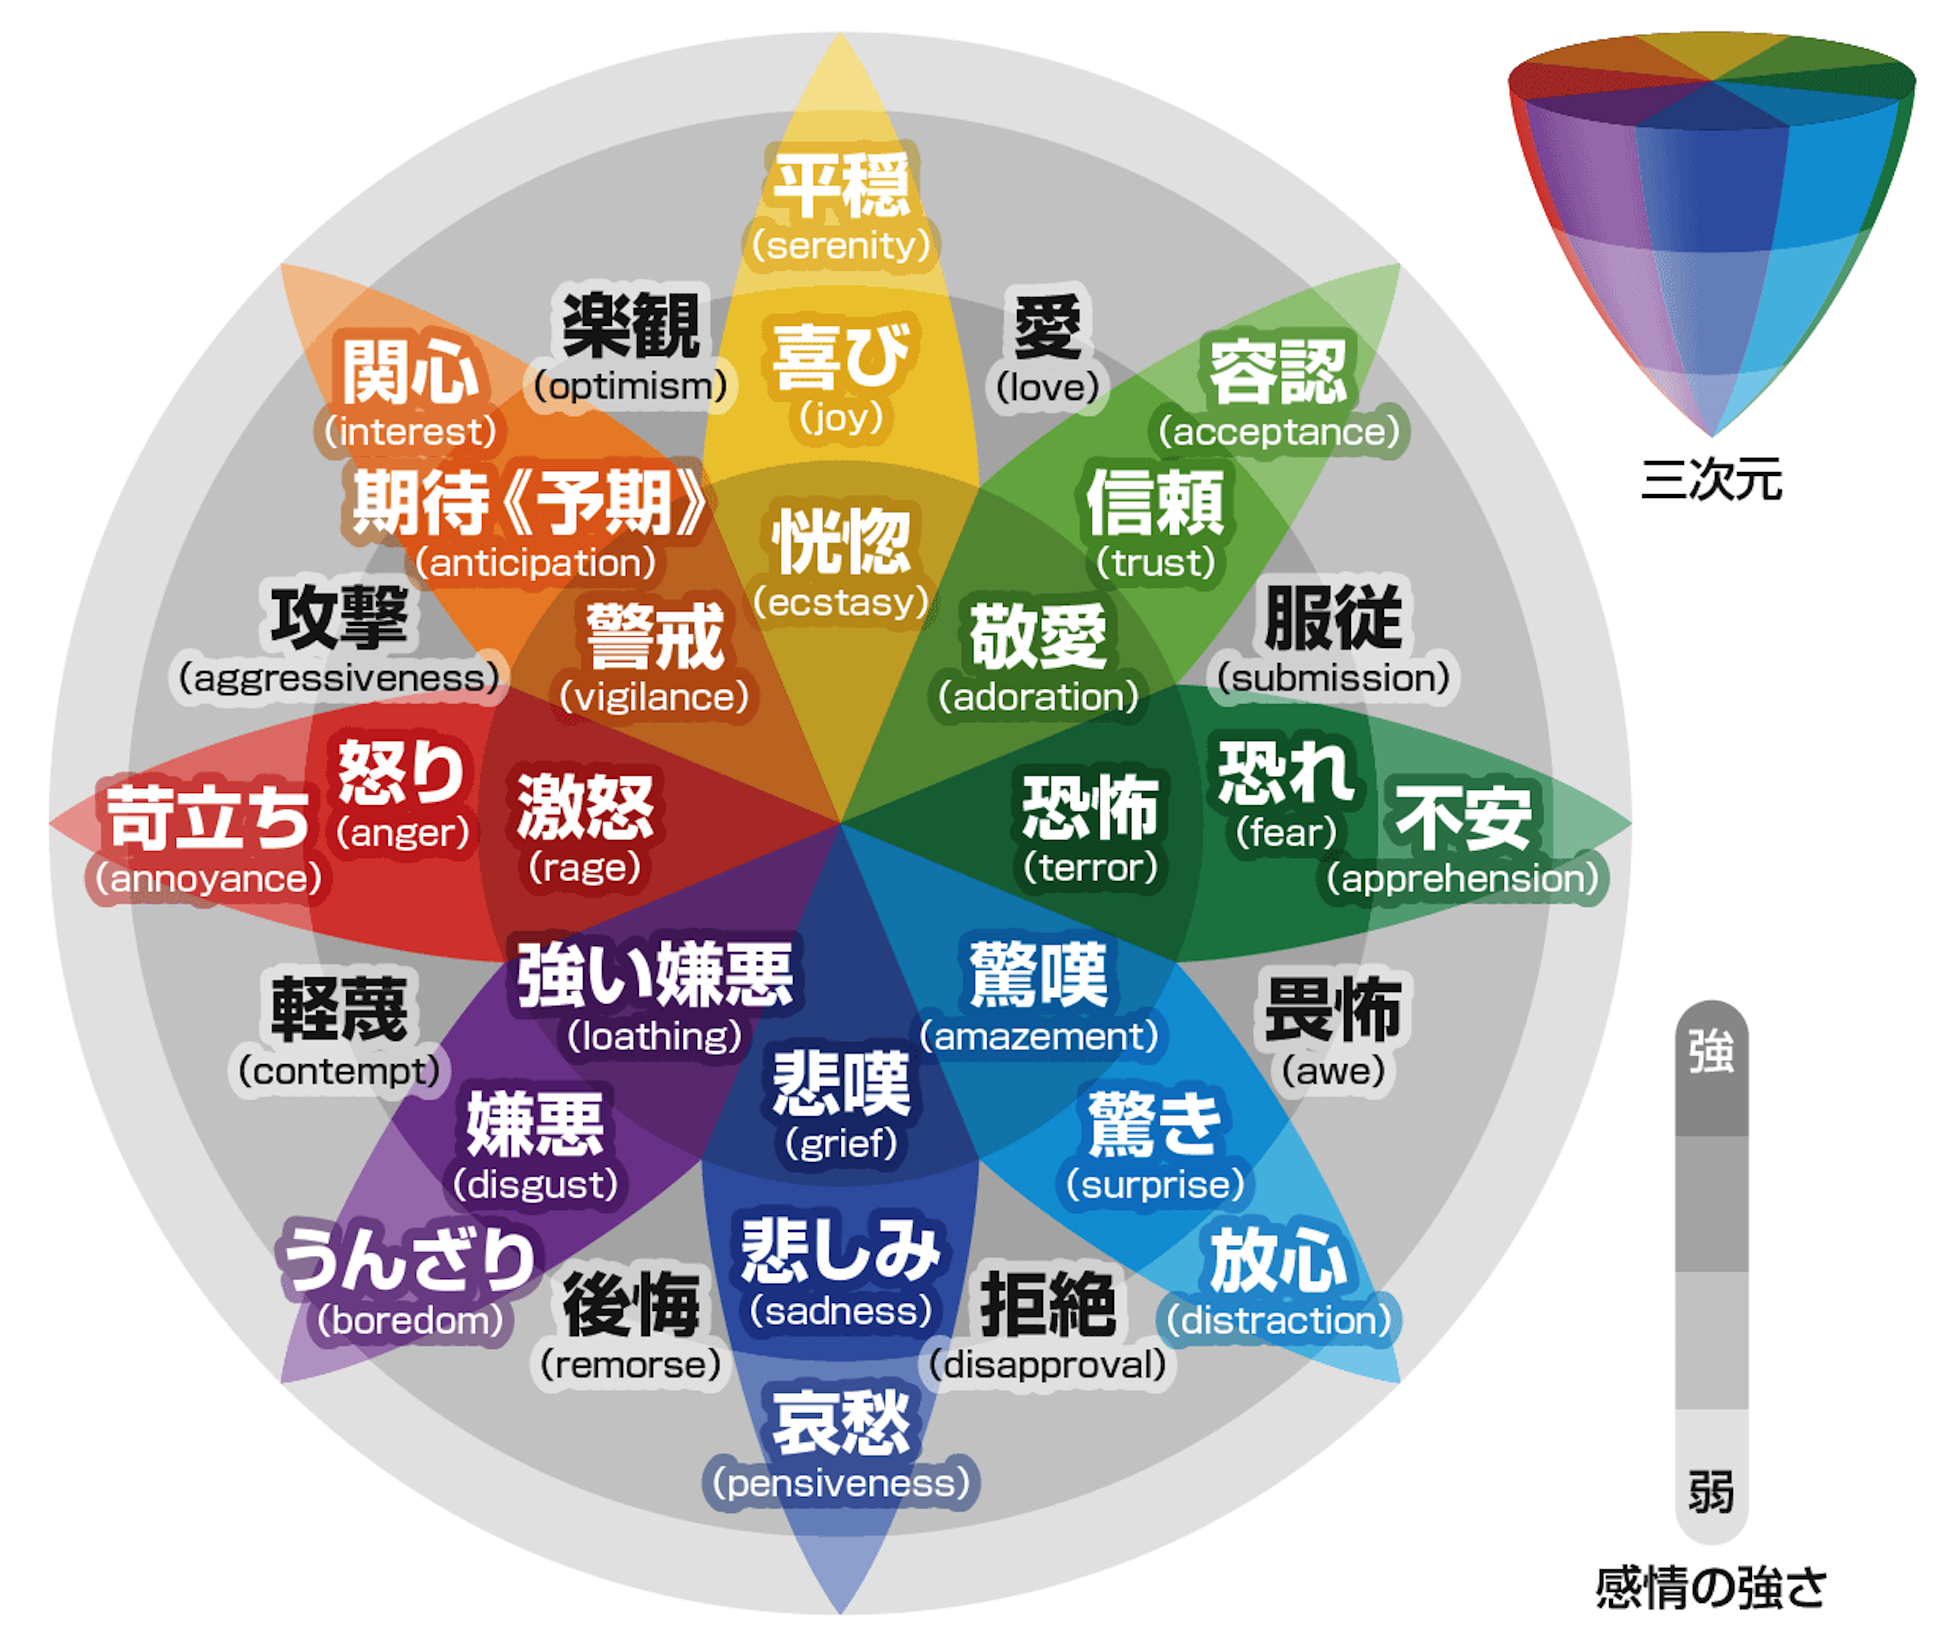 平穏
(serenity)
楽観
(optimism)
喜び
(joy)
愛
(love)
関心
(interest)
容認
(acceptance)
期待《予期》
(anticipation)
恍惚
(ecstasy)
信頼
(trust)
攻撃
(aggressiveness)
警戒
(vigilance)
敬愛
(adoration)
服従
(submission)
苛立ち
(annoyance)
怒り
(anger)
激怒
(rage)
恐怖
(terror)
恐れ
(fear)
不安
(apprehension)
軽蔑
(contempt)
強い嫌悪
(loathing)
驚嘆
(amazement)
畏怖
(awe)
悲嘆
(grief)
嫌悪
(disgust)
驚き
(surprise)
うんざり
(boredom)
後悔
(remorse)
悲しみ
(sadness)
拒絶
(disapproval)
放心
(distraction)
哀愁
(pensiveness)
三次元
強
弱
感情の強さ